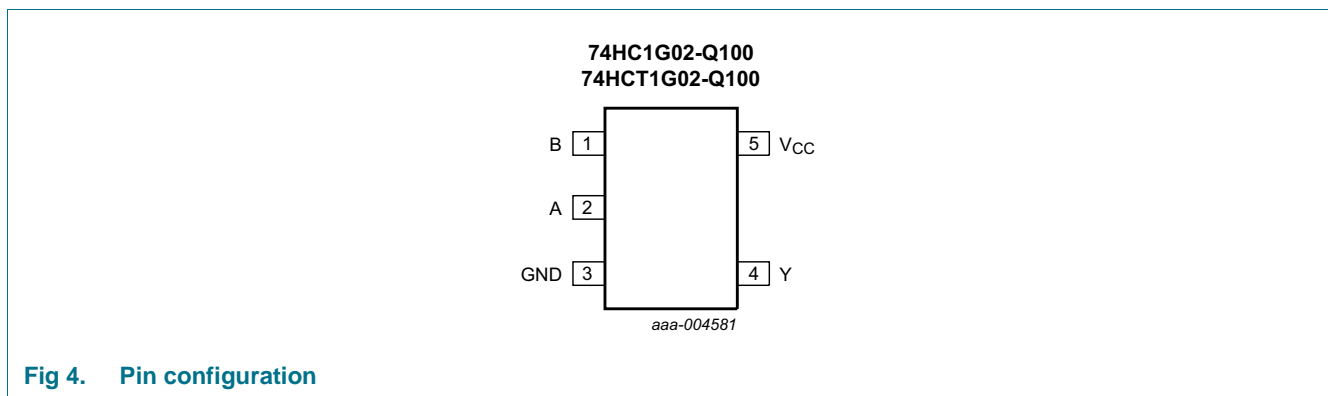 74HC1G02-Q100
74HCT1G02-Q100
B 1
5 VCC
A 2
GND 3
4 Y
aaa-004581
Fig 4. Pin configuration